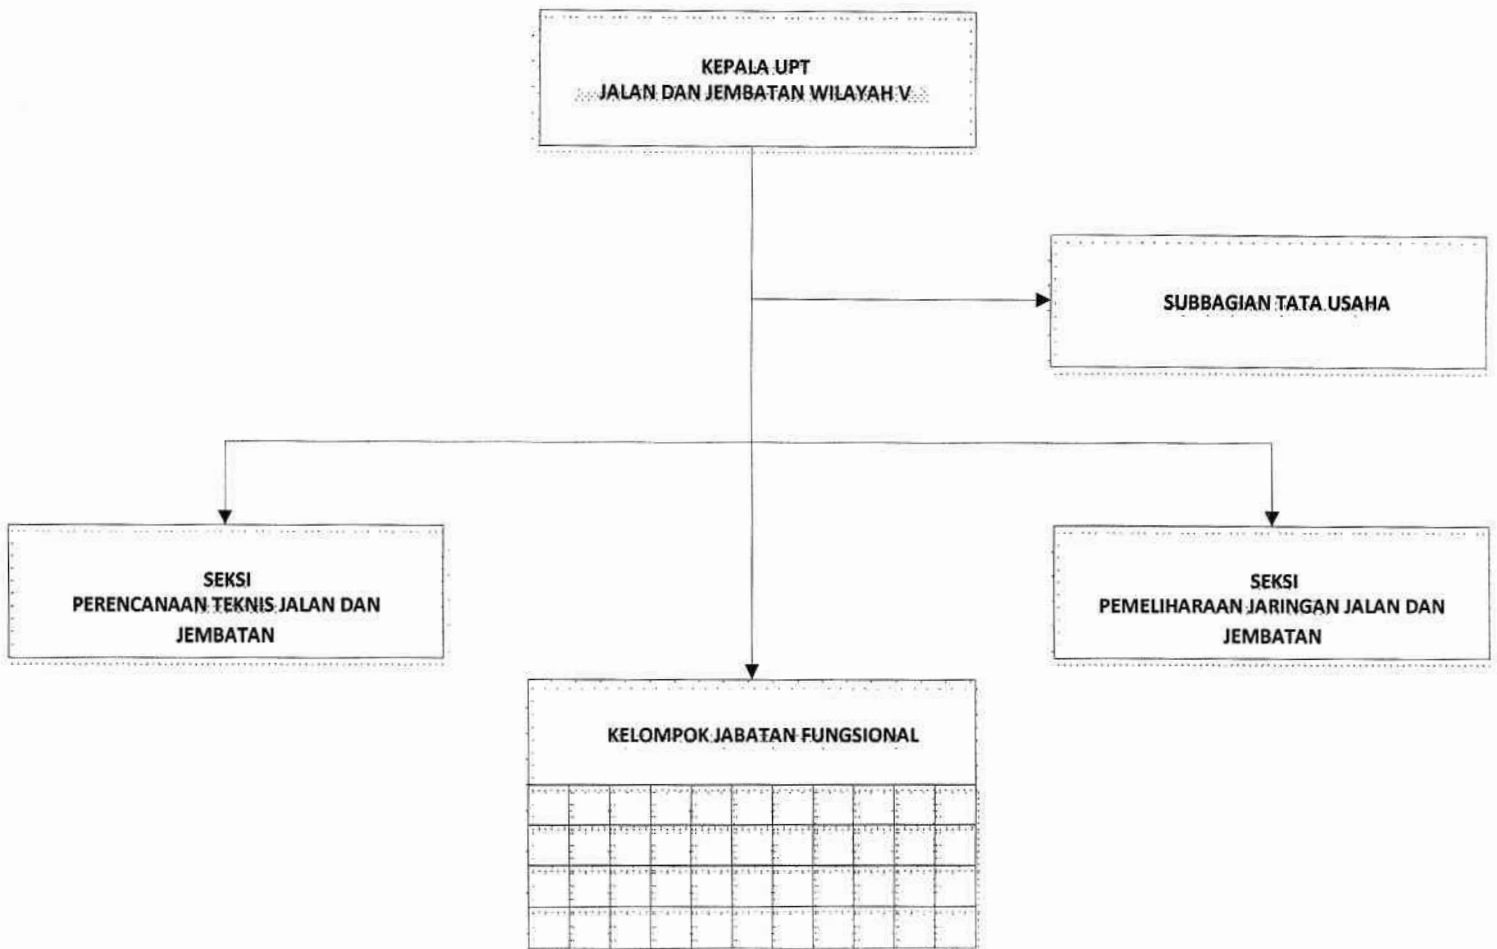 KEPALA UPT
JALAN DAN JEMBATAN WILAYAH V
SUBBAGIAN TATA USAHA
SEKSI
PERENCANAAN TEKNIS JALAN DAN
JEMBATAN
SEKSI
PEMELIHARAAN JARINGAN JALAN DAN
JEMBATAN
KELOMPOK JABATAN FUNGSIONAL